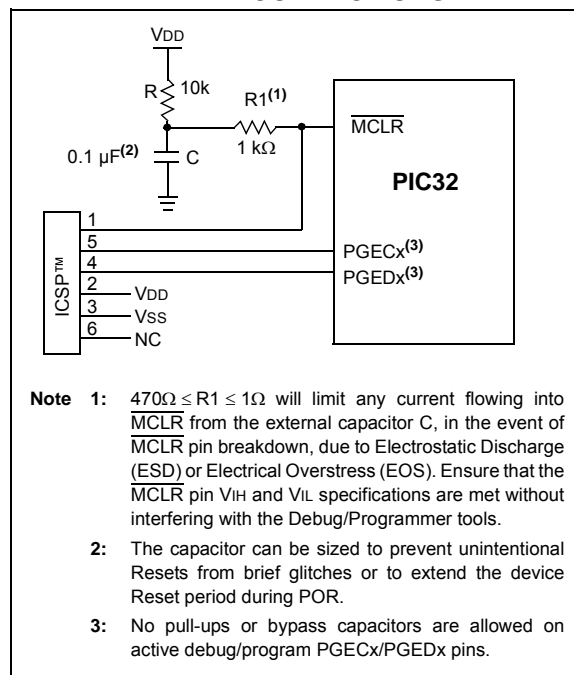 VDD
R
10k
R1(1)
MCLR
0.1 µF(2)
C
1 kΩ
PIC32
ICSP™
1
5
PGECx(3)
4
PGEDx(3)
2
VDD
3
VSS
6
NC
Note 1: 470Ω ≤ R1 ≤ 1Ω will limit any current flowing into
MCLR from the external capacitor C, in the event of
MCLR pin breakdown, due to Electrostatic Discharge
(ESD) or Electrical Overstress (EOS). Ensure that the
MCLR pin VIH and VIL specifications are met without
interfering with the Debug/Programmer tools.
2: The capacitor can be sized to prevent unintentional
Resets from brief glitches or to extend the device
Reset period during POR.
3: No pull-ups or bypass capacitors are allowed on
active debug/program PGECx/PGEDx pins.